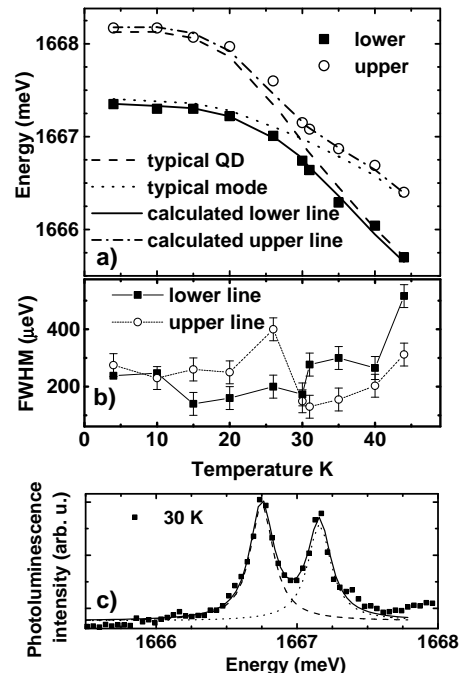 1668
1667
1666
Energy (meV)
lower
upper
typical QD
typical mode
calculated lower line
calculated upper line
a)
400
200
FWHM (μeV)
lower line
upper line
b)
0 10 20 30 40
Temperature K
Photoluminescence
intensity (arb. u.)
30 K
c)
1666 1667 1668
Energy (meV)